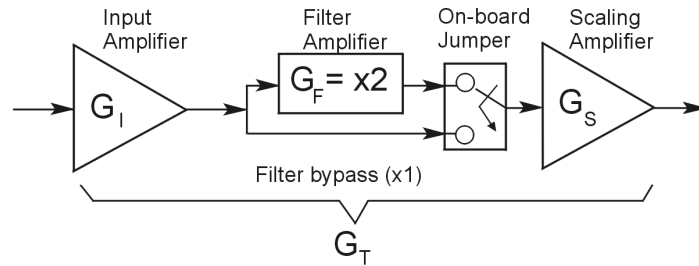 Input
Amplifier
Filter
Amplifier
On-board
Jumper
Scaling
Amplifier
G_I
G_F = x2
G_S
Filter bypass (x1)
G_T